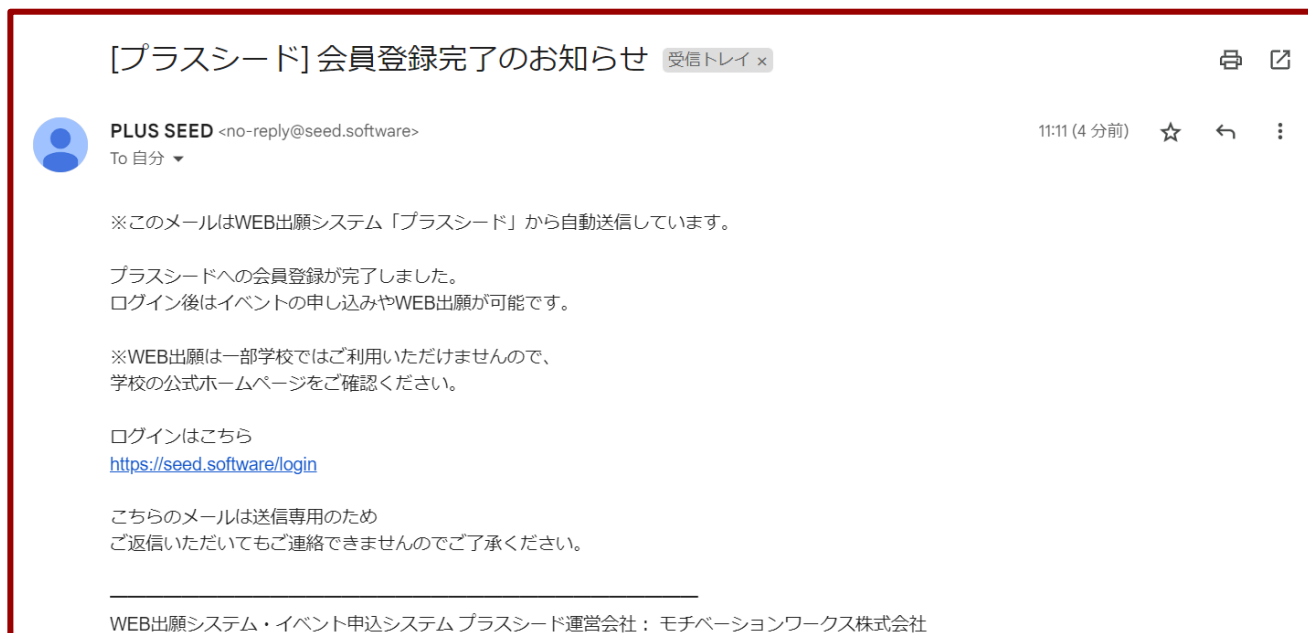 [プラスシード] 会員登録完了のお知らせ 受信トレイ ×
PLUS SEED <no-reply@seed.software> 11:11 (4 分前)
To 自分
※このメールはWEB出願システム「プラスシード」から自動送信しています。
プラスシードへの会員登録が完了しました。
ログイン後はイベントの申し込みやWEB出願が可能です。
※WEB出願は一部学校ではご利用いただけませんので、
学校の公式ホームページをご確認ください。
ログインはこちら
https://seed.software/login
こちらのメールは送信専用のため
ご返信いただいてもご連絡できませんのでご了承ください。
WEB出願システム・イベント申込システム プラスシード運営会社： モチベーションワークス株式会社